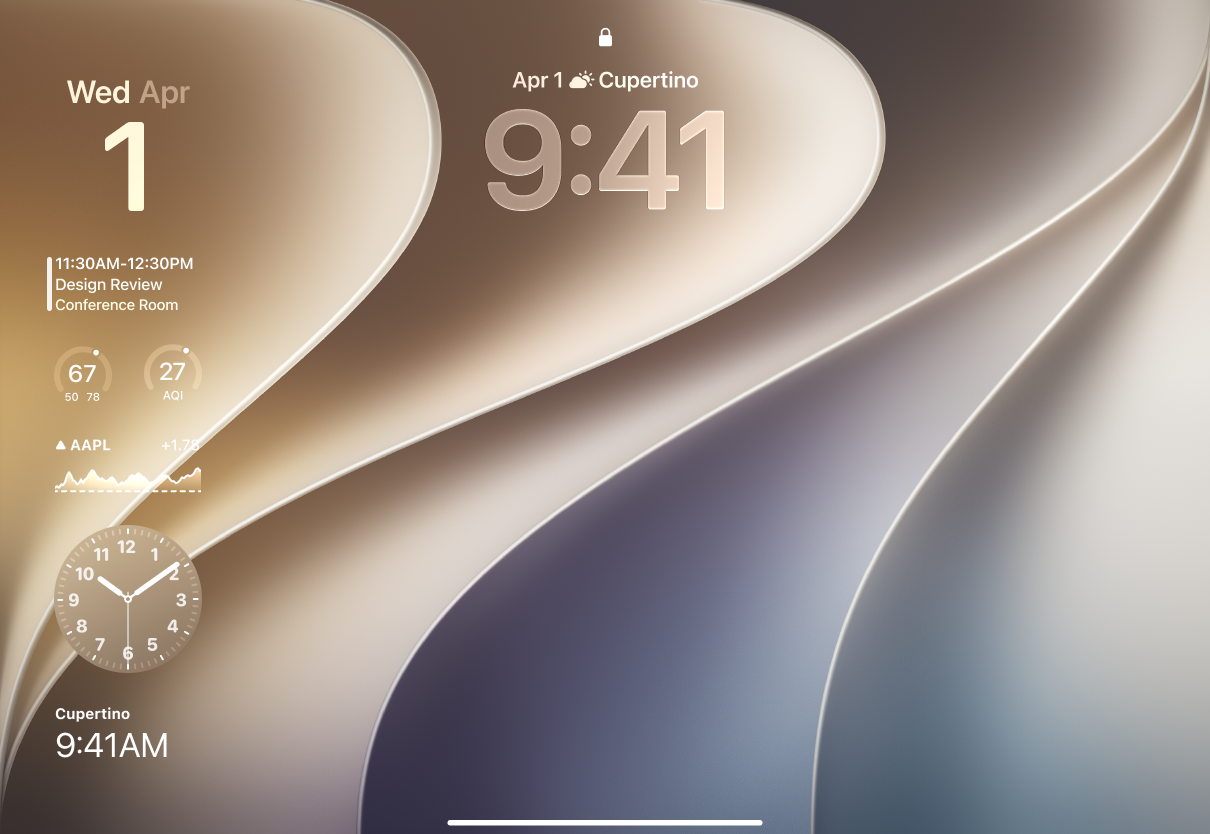 Apr 1 Cupertino
9:41
Wed Apr
1
11:30AM-12:30PM
Design Review
Conference Room
67
50 78
27
AQI
AAPL +1.78
12
1
2
3
4
5
6
7
8
9
10
11
Cupertino
9:41AM